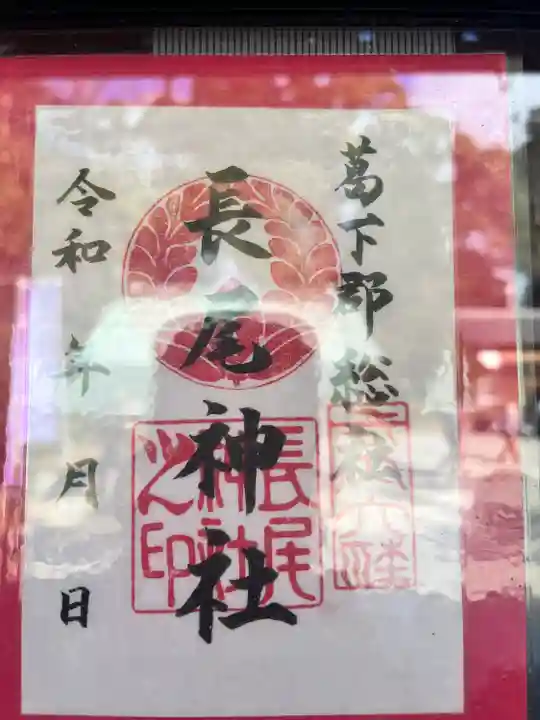 葛下郡総社
長尾神社
長尾
神社
之印
令和 年 月 日